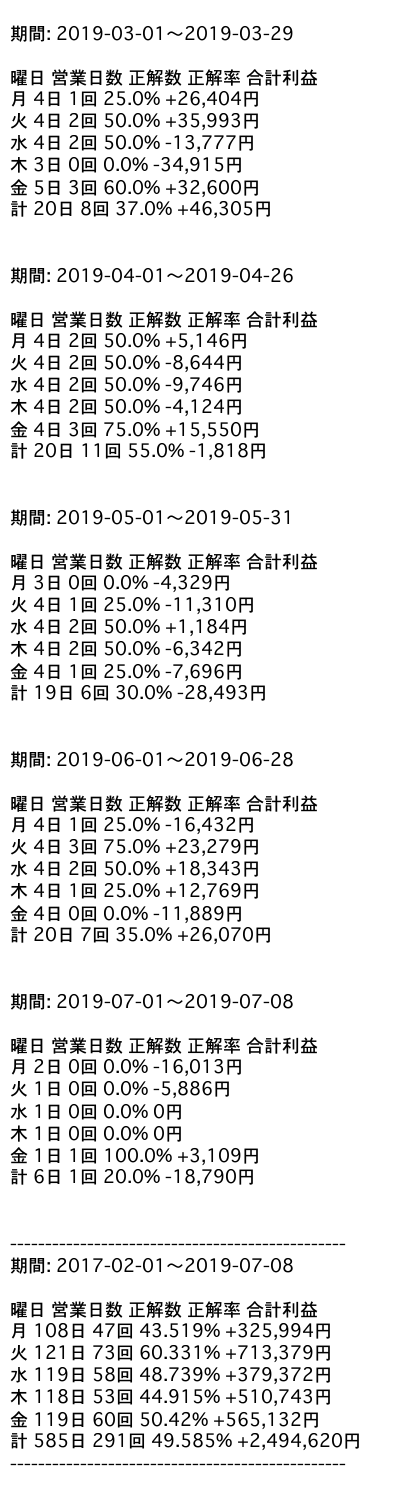 期間: 2019-03-01〜2019-03-29
曜日 営業日数 正解数 正解率 合計利益
月 4日 1回 25.0% +26,404円
火 4日 2回 50.0% +35,993円
水 4日 2回 50.0% -13,777円
木 3日 0回 0.0% -34,915円
金 5日 3回 60.0% +32,600円
計 20日 8回 37.0% +46,305円
期間: 2019-04-01〜2019-04-26
曜日 営業日数 正解数 正解率 合計利益
月 4日 2回 50.0% +5,146円
火 4日 2回 50.0% -8,644円
水 4日 2回 50.0% -9,746円
木 4日 2回 50.0% -4,124円
金 4日 3回 75.0% +15,550円
計 20日 11回 55.0% -1,818円
期間: 2019-05-01〜2019-05-31
曜日 営業日数 正解数 正解率 合計利益
月 3日 0回 0.0% -4,329円
火 4日 1回 25.0% -11,310円
水 4日 2回 50.0% +1,184円
木 4日 2回 50.0% -6,342円
金 4日 1回 25.0% -7,696円
計 19日 6回 30.0% -28,493円
期間: 2019-06-01〜2019-06-28
曜日 営業日数 正解数 正解率 合計利益
月 4日 1回 25.0% -16,432円
火 4日 3回 75.0% +23,279円
水 4日 2回 50.0% +18,343円
木 4日 1回 25.0% +12,769円
金 4日 0回 0.0% -11,889円
計 20日 7回 35.0% +26,070円
期間: 2019-07-01〜2019-07-08
曜日 営業日数 正解数 正解率 合計利益
月 2日 0回 0.0% -16,013円
火 1日 0回 0.0% -5,886円
水 1日 0回 0.0% 0円
木 1日 0回 0.0% 0円
金 1日 1回 100.0% +3,109円
計 6日 1回 20.0% -18,790円
------------------------------------------------
期間: 2017-02-01〜2019-07-08
曜日 営業日数 正解数 正解率 合計利益
月 108日 47回 43.519% +325,994円
火 121日 73回 60.331% +713,379円
水 119日 58回 48.739% +379,372円
木 118日 53回 44.915% +510,743円
金 119日 60回 50.42% +565,132円
計 585日 291回 49.585% +2,494,620円
------------------------------------------------